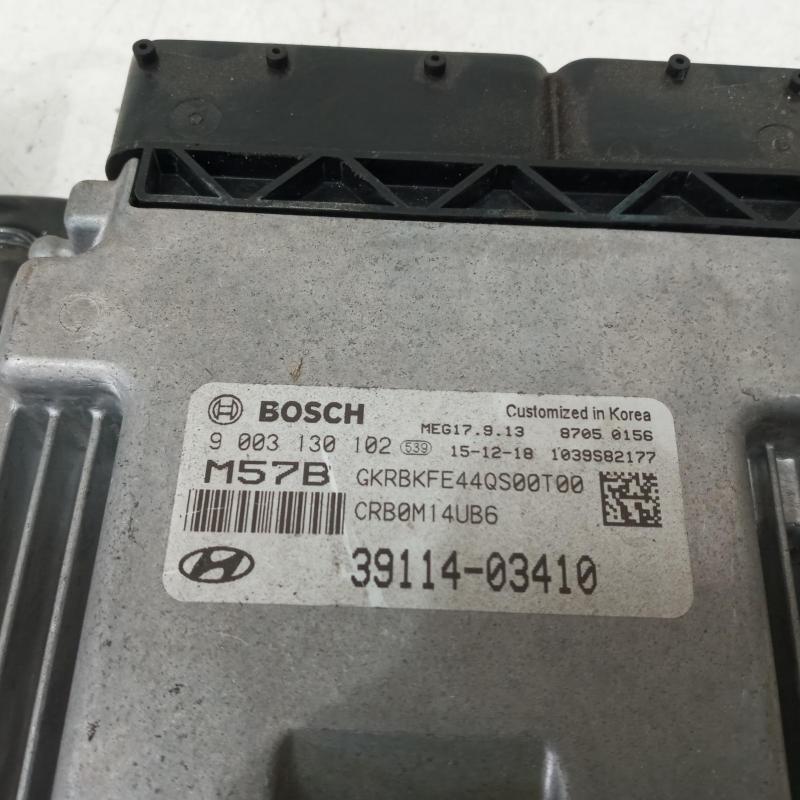 BOSCH Customized in Korea
MEG17.9.13 8705 0156
9 003 130 102 539 15-12-18 1039S82177
M57B GKRBKFE44QS00T00
CRB0M14UB6
39114-03410